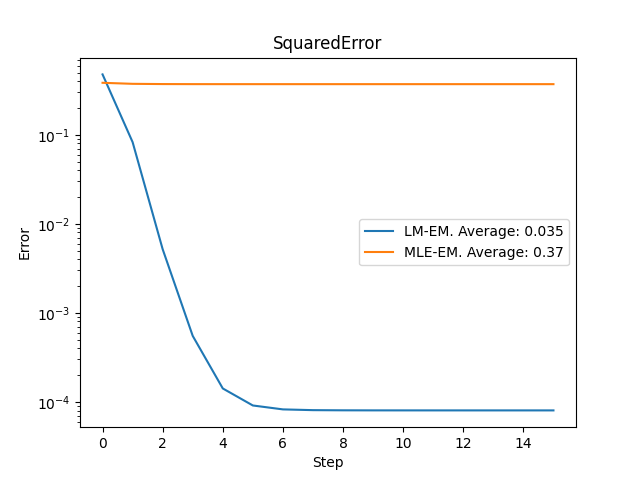 SquaredError
Error
10⁻¹
10⁻²
10⁻³
10⁻⁴
LM-EM. Average: 0.035
MLE-EM. Average: 0.37
0 2 4 6 8 10 12 14
Step